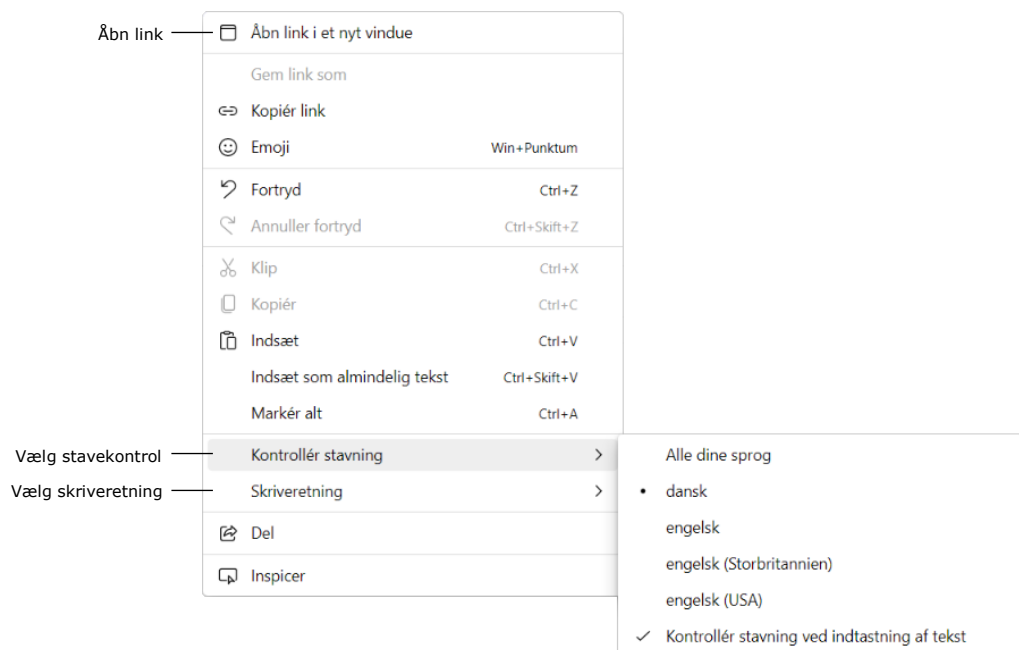 Åbn link
Åbn link i et nyt vindue
Gem link som
Kopiér link
Emoji Win+Punktum
Fortryd Ctrl+Z
Annuller fortryd Ctrl+Skift+Z
Klip Ctrl+X
Kopiér Ctrl+C
Indsæt Ctrl+V
Indsæt som almindelig tekst Ctrl+Skift+V
Markér alt Ctrl+A
Vælg stavekontrol
Kontrollér stavning
Vælg skriveretning
Skriveretning
Del
Inspicer
Alle dine sprog
dansk
engelsk
engelsk (Storbritannien)
engelsk (USA)
Kontrollér stavning ved indtastning af tekst